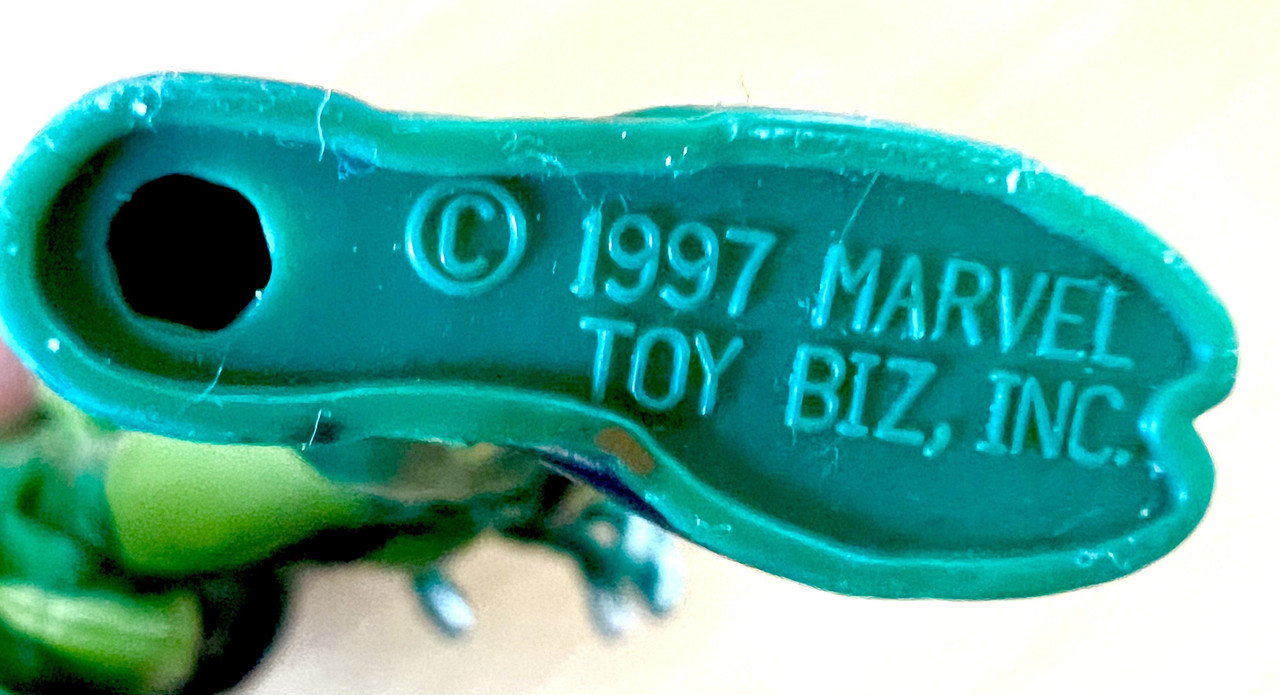 © 1997 MARVEL
TOY BIZ, INC.